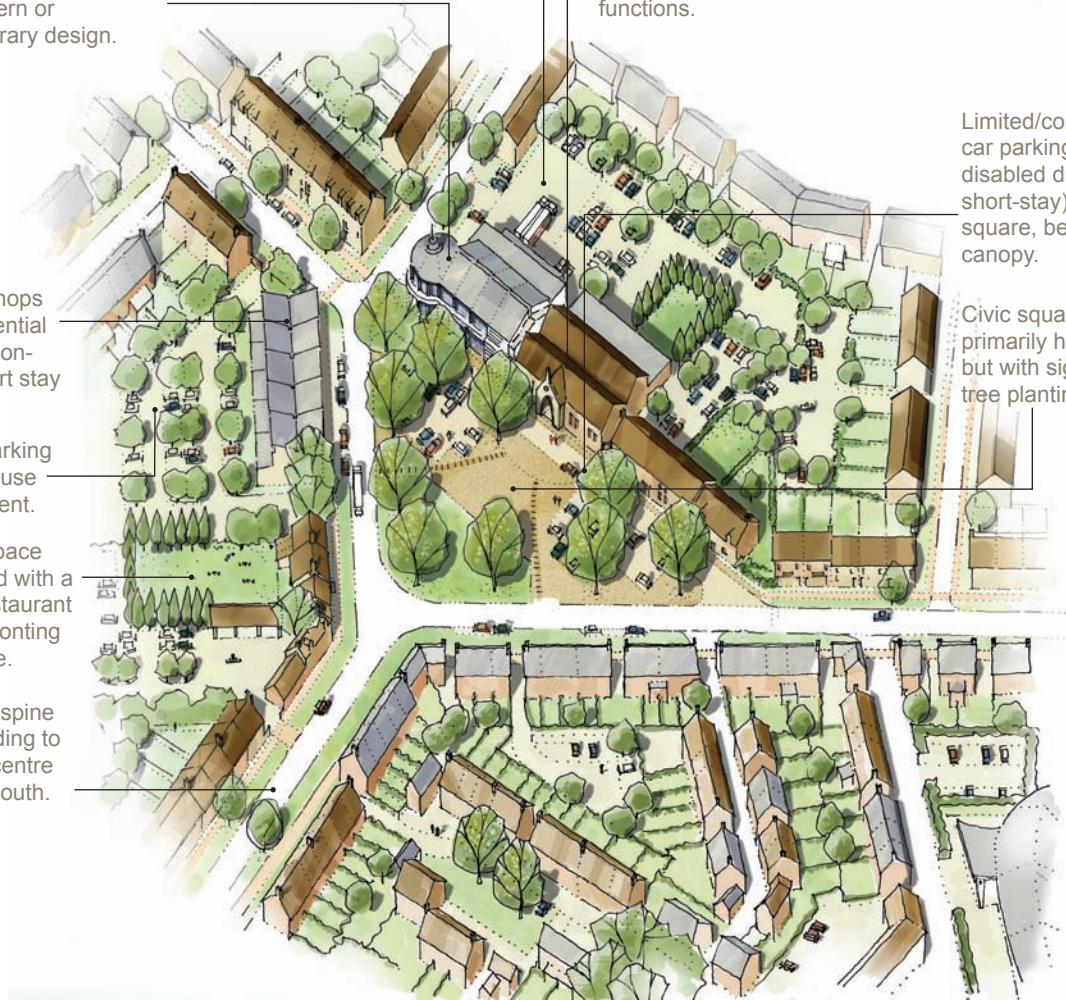 ern or
rary design.
functions.
Limited/co
car parking
disabled d
short-stay)
square, be
canopy.
Civic squa
primarily h
but with sig
tree plantin
hops
ential
on-
rt stay
arking
use
ent.
pace
d with a
staurant
onting
e.
spine
ding to
centre
outh.